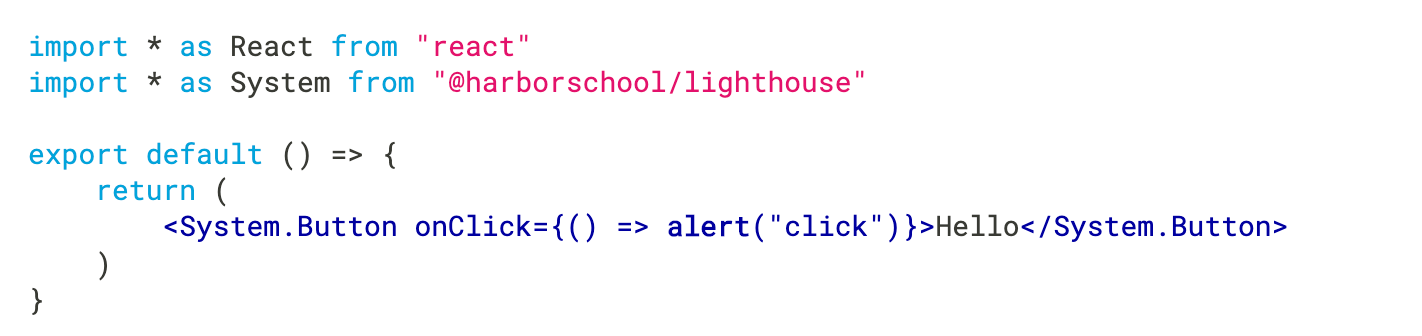 import * as React from "react"
import * as System from "@harborschool/lighthouse"

export default () => {
    return (
        <System.Button onClick={() => alert("click")}>Hello</System.Button>
    )
}